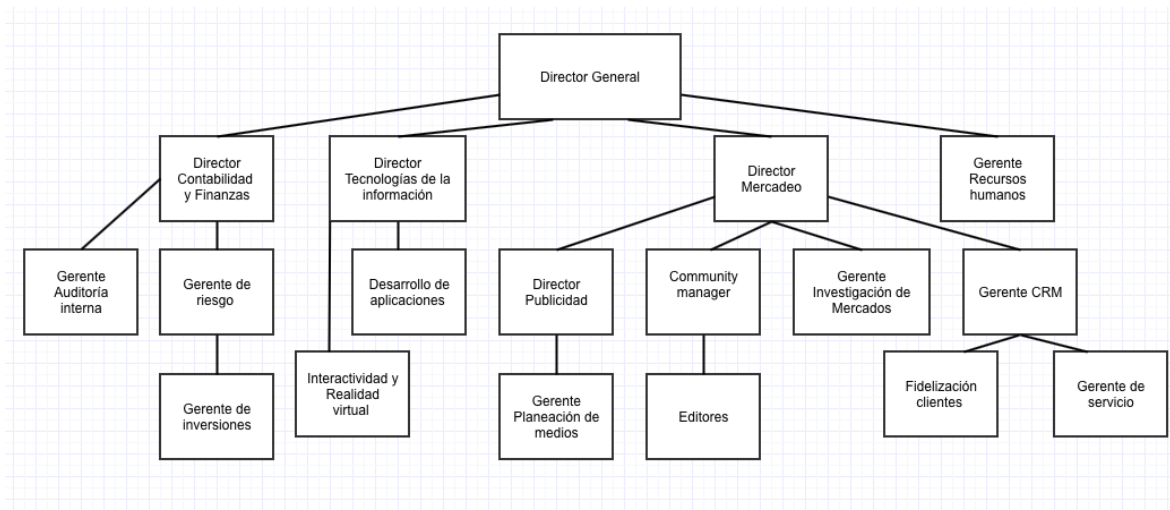 Director General
Director
Contabilidad
y Finanzas
Director
Tecnologías de la
información
Director
Mercadeo
Gerente
Recursos
humanos
Gerente
Auditoría
interna
Gerente de
riesgo
Desarrollo de
aplicaciones
Director
Publicidad
Community
manager
Gerente
Investigación de
Mercados
Gerente CRM
Gerente de
inversiones
Interactividad y
Realidad
virtual
Gerente
Planeación de
medios
Editores
Fidelización
clientes
Gerente de
servicio